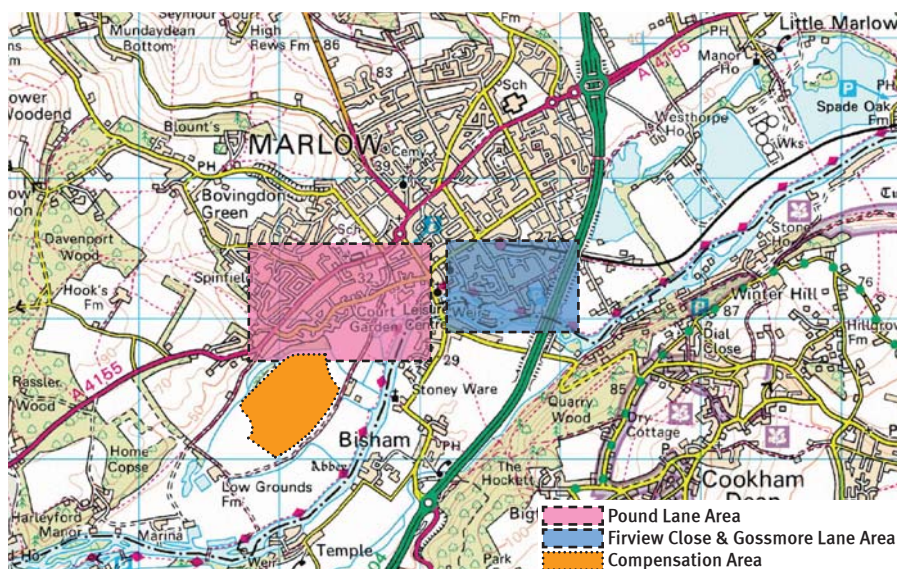 Seymour Court
Fm
Mundaydean
Bottom
High
Rews Fm
86
83
Sch
A 4155
PH
Little Marlow
Manor
Ho
PH
Spade Oak
Fm
Westhorpe
Ho
Wks
ower
Woodend
Blount's
MARLOW
PH
39
Cemy
Bovingdon
Green
Sch
Davenport
Wood
Spinfield
32
Hook's
Fm
Court
Garden
Leisure
Centre
Weir
Stone
Ho
Winter Hill
87
76
Dial
Close
Hillgrove
Fm
A 4155
90
50
29
Stoney Ware
85
Quarry
Wood
Dry
Cottage
Rassler
Wood
Bisham
PH
Abbey
Home
Copse
Low Grounds
Fm
The
Hockett
Cookham
Dean
Harleyford
Manor
Marina
Ho
Weir
Temple
Park
100
Pound Lane Area
Firview Close & Gossmore Lane Area
Compensation Area